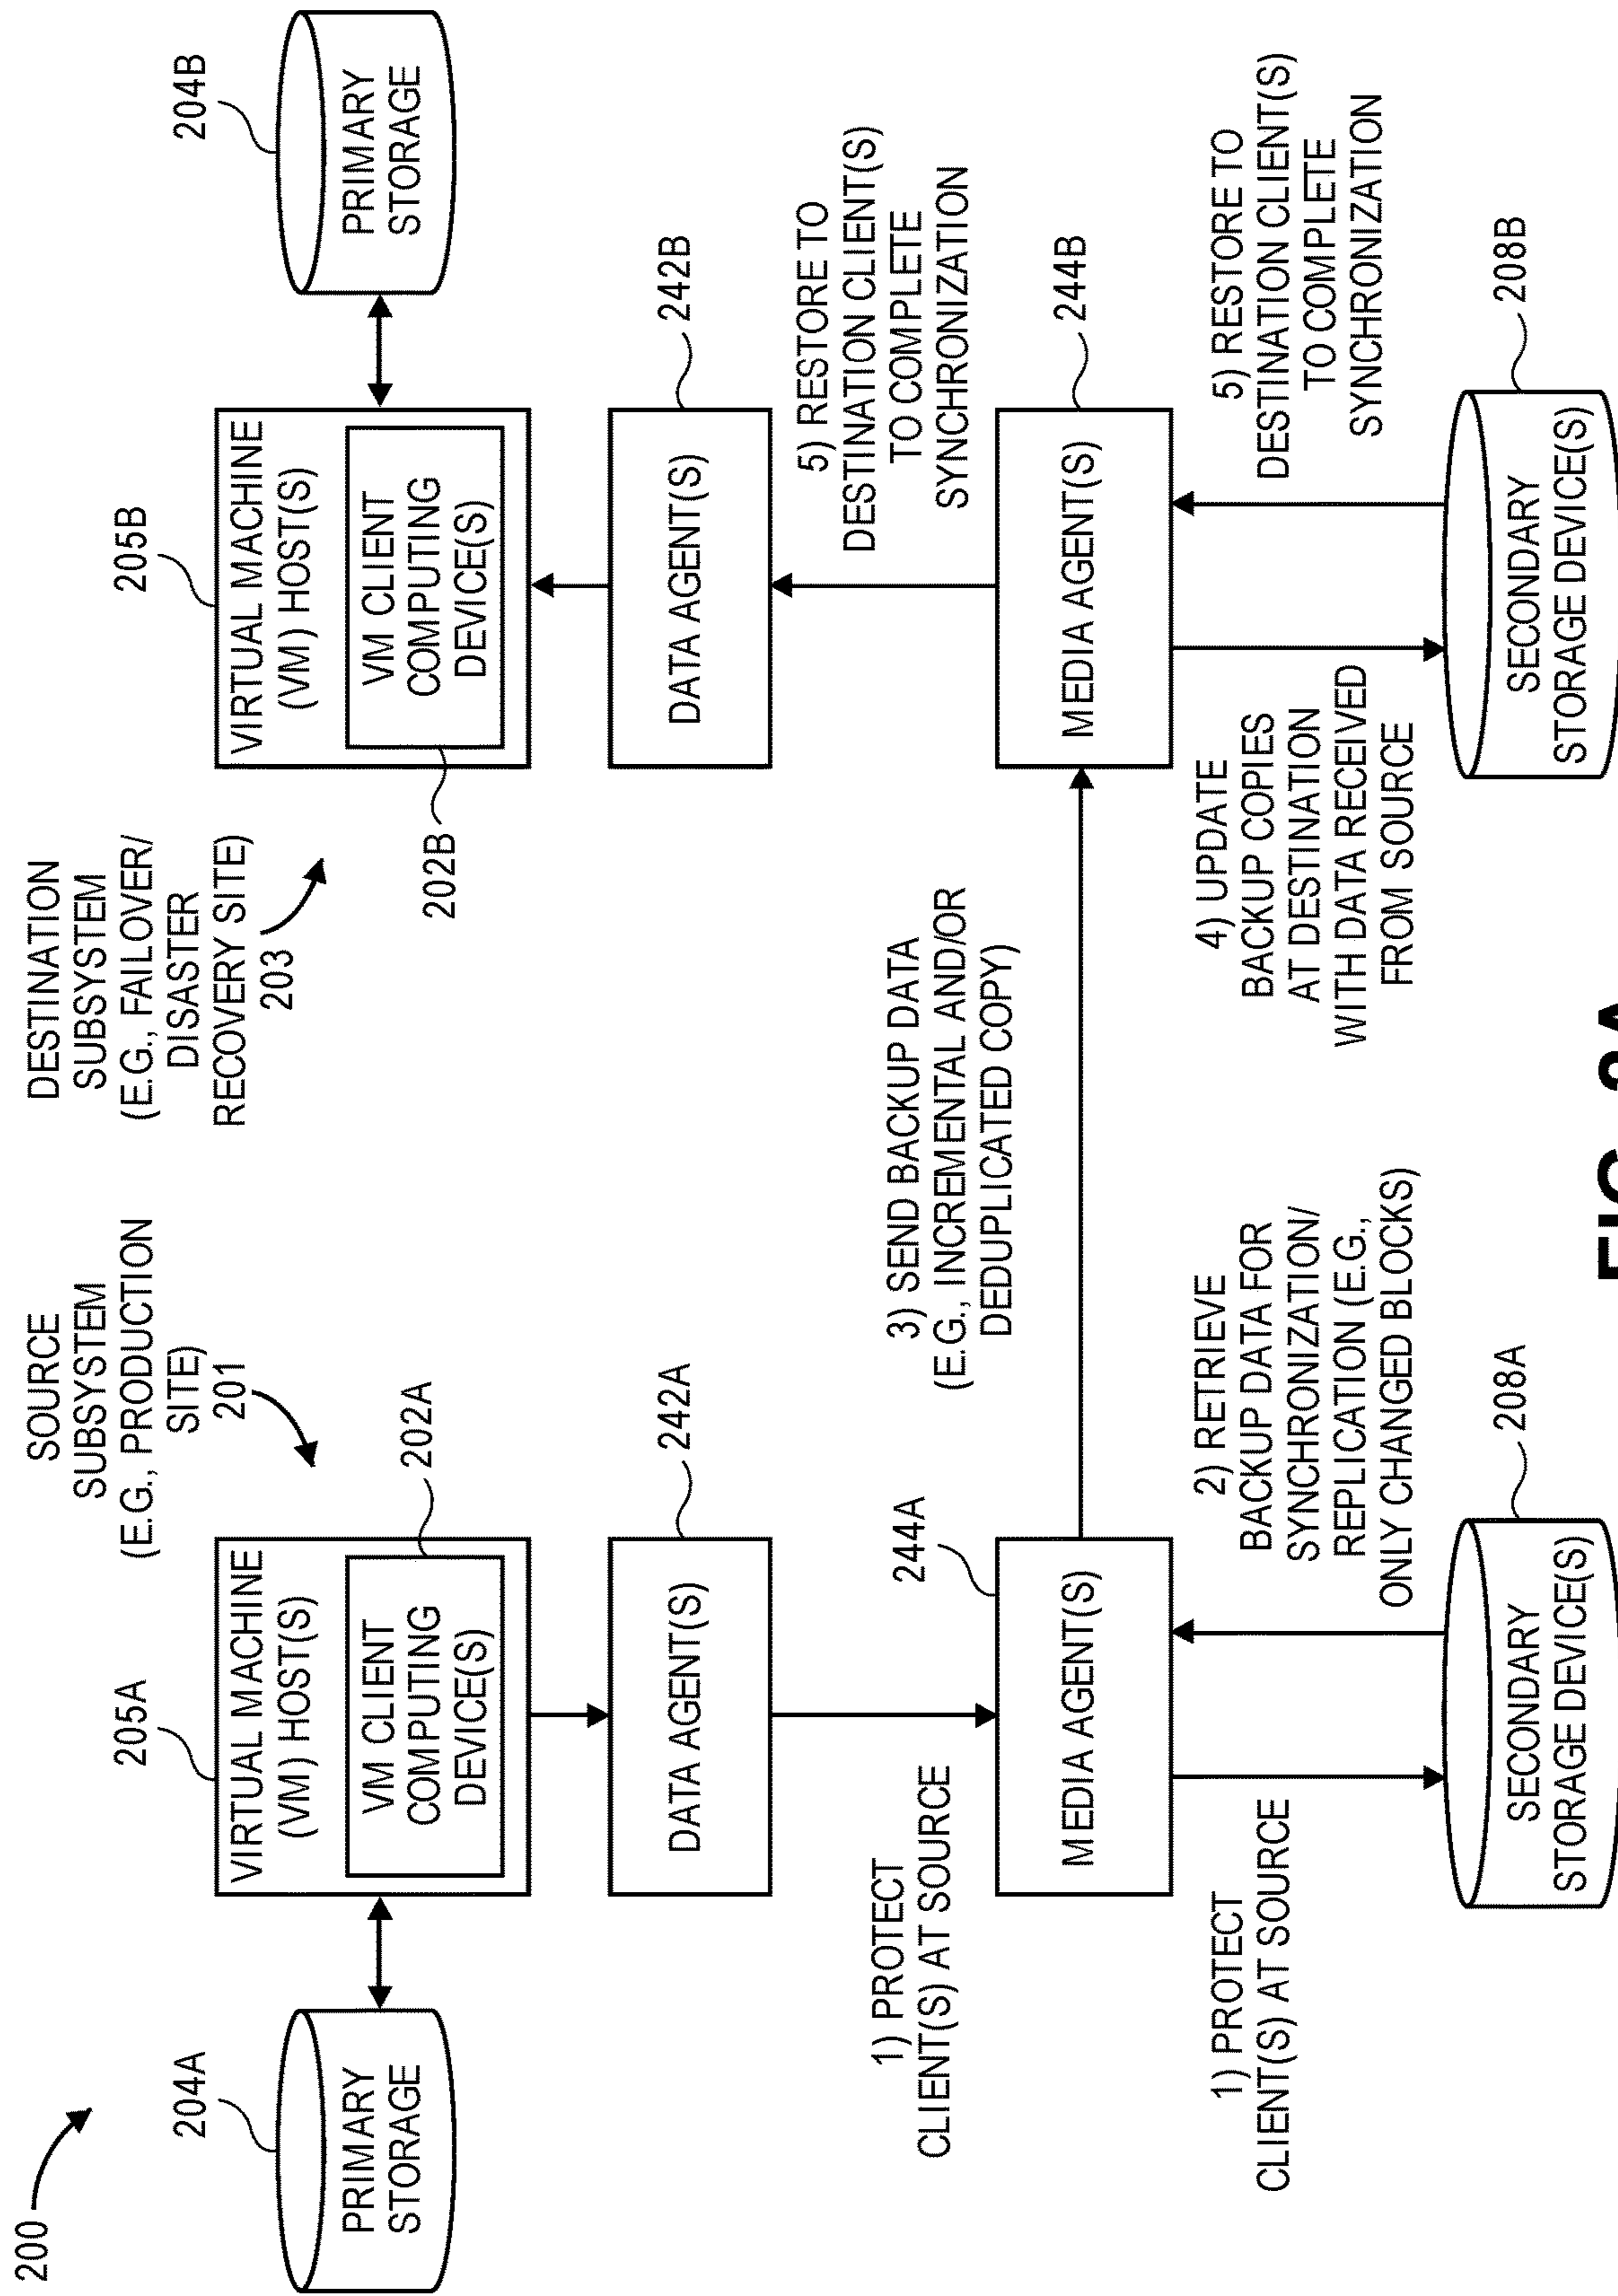 200
SOURCE
SUBSYSTEM
(E.G., PRODUCTION
SITE)
201
DESTINATION
SUBSYSTEM
(E.G., FAILOVER/
DISASTER
RECOVERY SITE)
203
204A
PRIMARY
STORAGE
205A
VIRTUAL MACHINE
(VM) HOST(S)
VM CLIENT
COMPUTING
DEVICE(S)
202A
202B
205B
VIRTUAL MACHINE
(VM) HOST(S)
VM CLIENT
COMPUTING
DEVICE(S)
204B
PRIMARY
STORAGE
DATA AGENT(S)
242A
DATA AGENT(S)
242B
1) PROTECT
CLIENT(S) AT SOURCE
3) SEND BACKUP DATA
(E.G., INCREMENTAL AND/OR
DEDUPLICATED COPY)
5) RESTORE TO
DESTINATION CLIENT(S)
TO COMPLETE
SYNCHRONIZATION
244A
MEDIA AGENT(S)
MEDIA AGENT(S)
244B
1) PROTECT
CLIENT(S) AT SOURCE
2) RETRIEVE
BACKUP DATA FOR
SYNCHRONIZATION/
REPLICATION (E.G.,
ONLY CHANGED BLOCKS)
4) UPDATE
BACKUP COPIES
AT DESTINATION
WITH DATA RECEIVED
FROM SOURCE
5) RESTORE TO
DESTINATION CLIENT(S)
TO COMPLETE
SYNCHRONIZATION
SECONDARY
STORAGE DEVICE(S)
208A
SECONDARY
STORAGE DEVICE(S)
208B